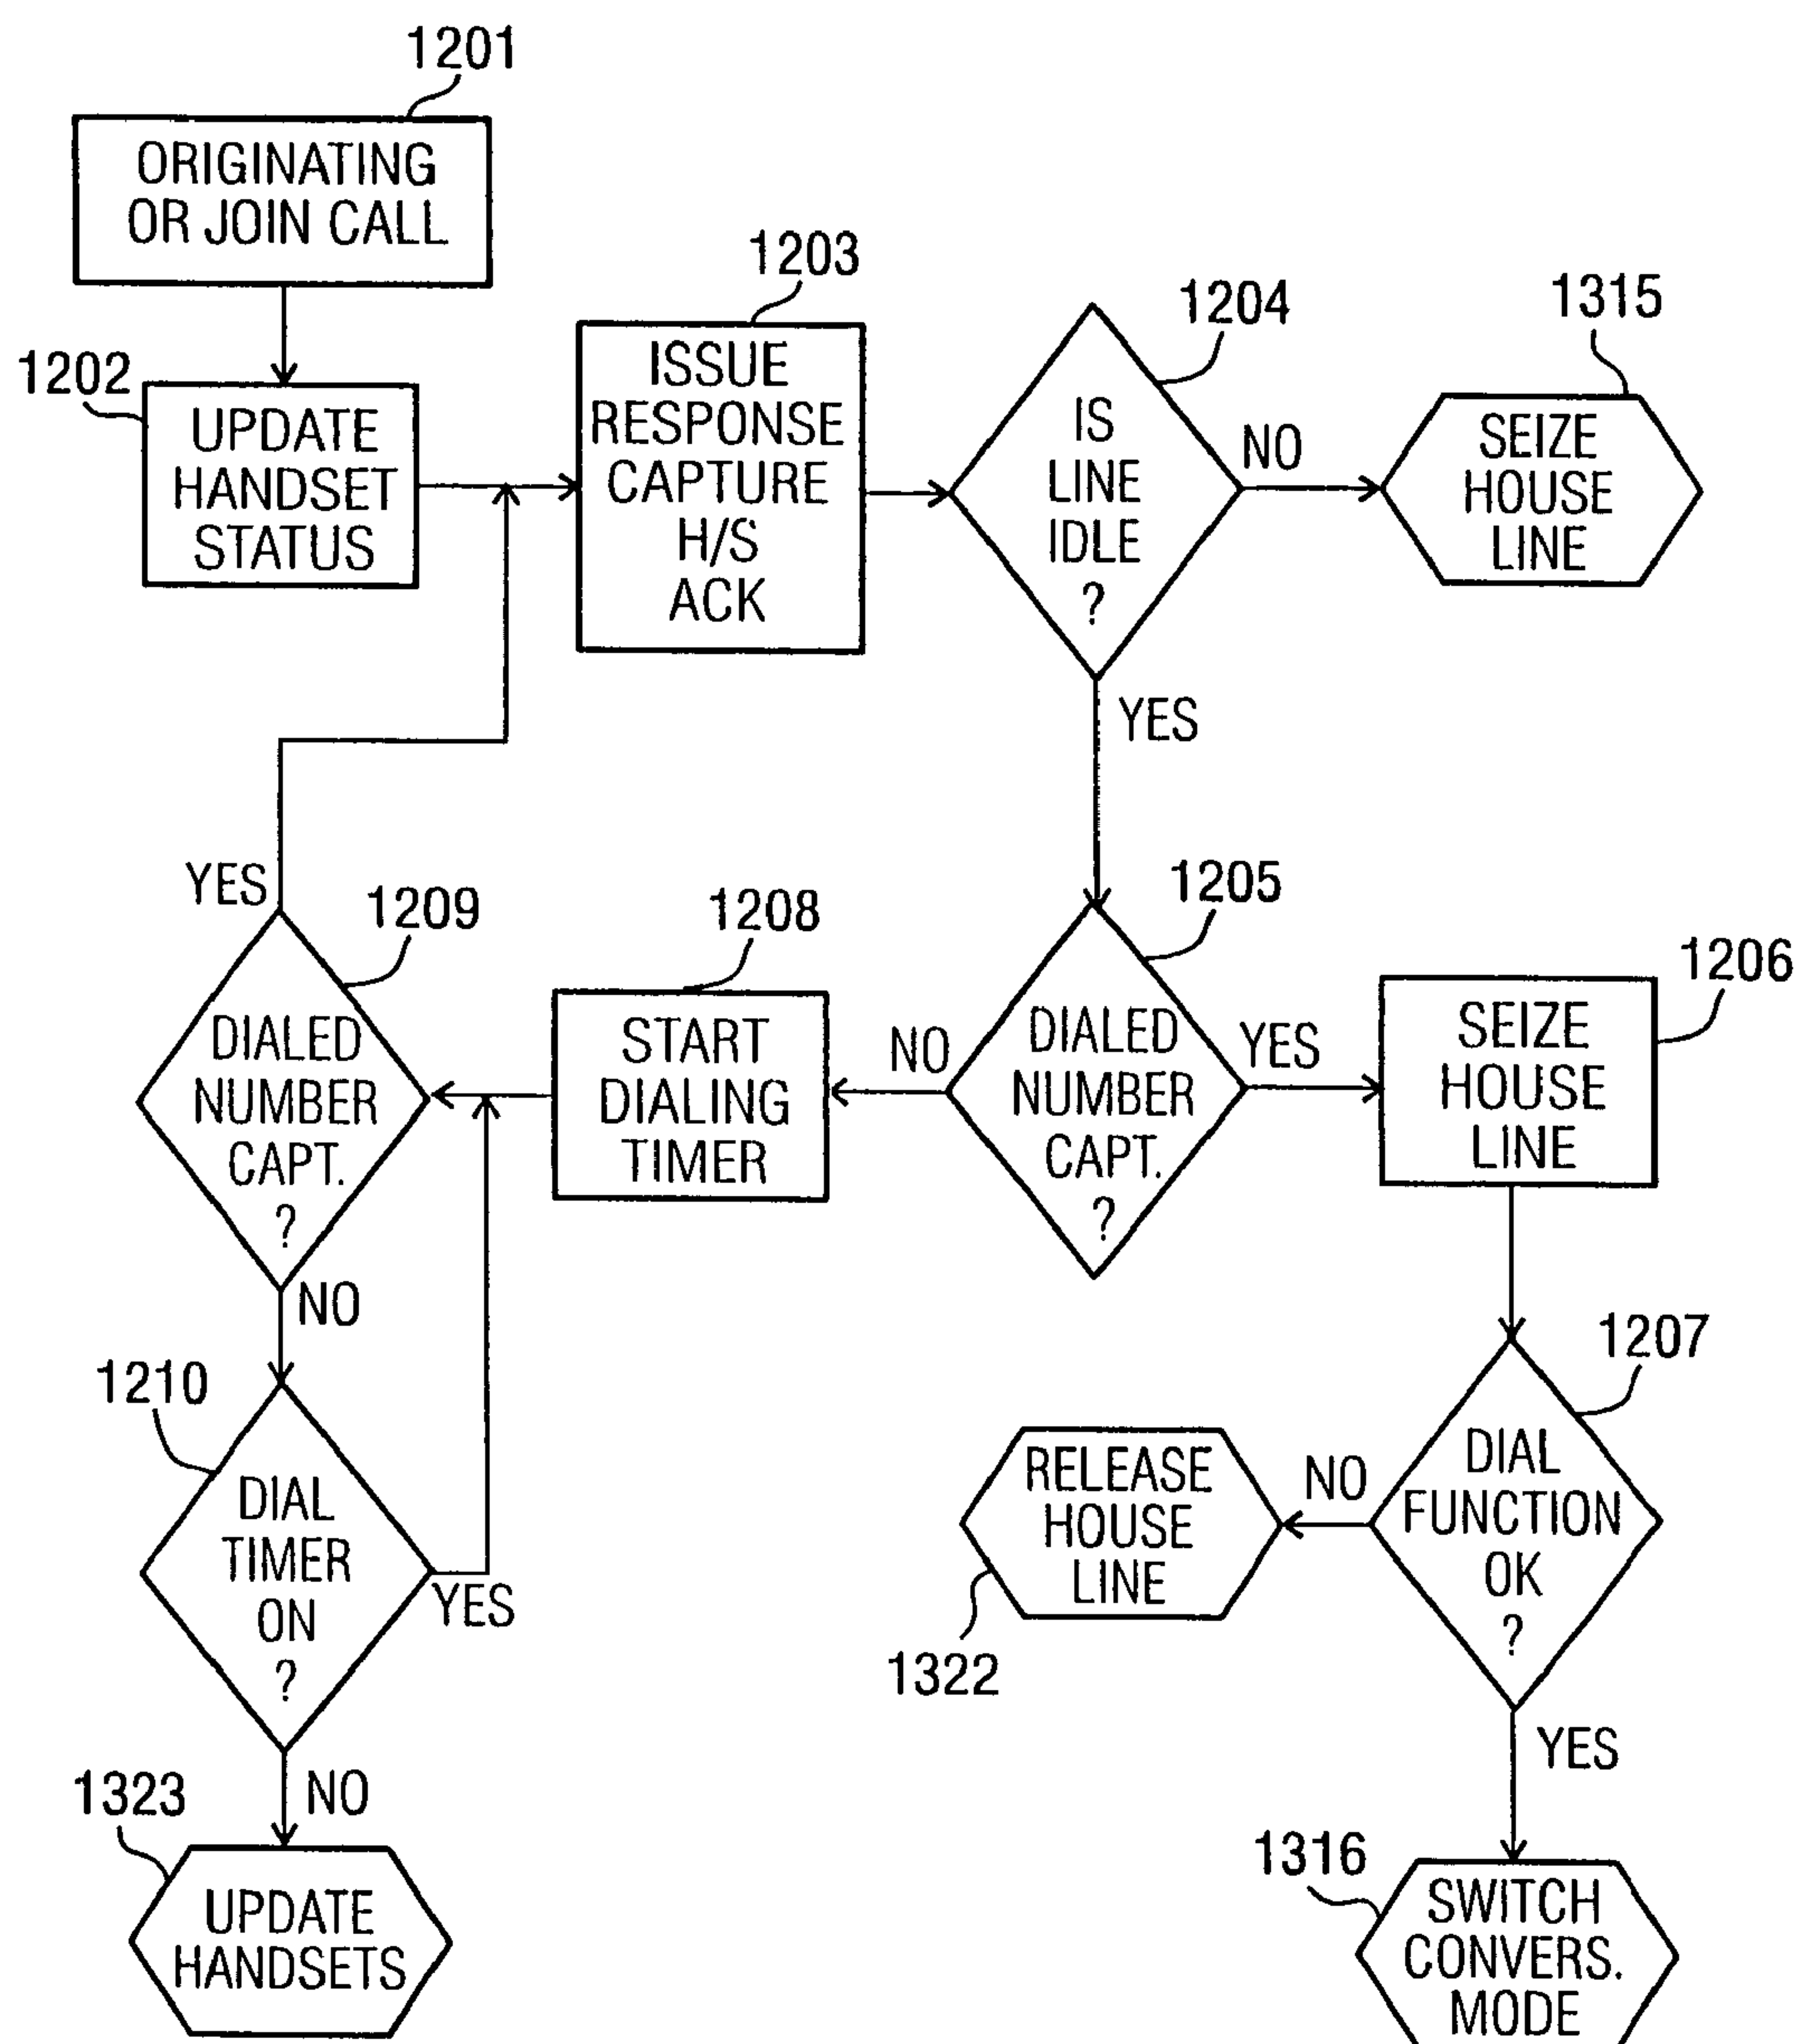 1201
ORIGINATING
OR JOIN CALL
1202
UPDATE
HANDSET
STATUS
1203
ISSUE
RESPONSE
CAPTURE
H/S
ACK
1204
IS
LINE
IDLE
?
NO
1315
SEIZE
HOUSE
LINE
YES
1205
DIALED
NUMBER
CAPT.
?
YES
1206
SEIZE
HOUSE
LINE
NO
1208
START
DIALING
TIMER
1209
DIALED
NUMBER
CAPT.
?
YES
NO
1210
DIAL
TIMER
ON
?
YES
NO
1323
UPDATE
HANDSETS
1207
DIAL
FUNCTION
OK
?
NO
1322
RELEASE
HOUSE
LINE
YES
1316
SWITCH
CONVERS.
MODE